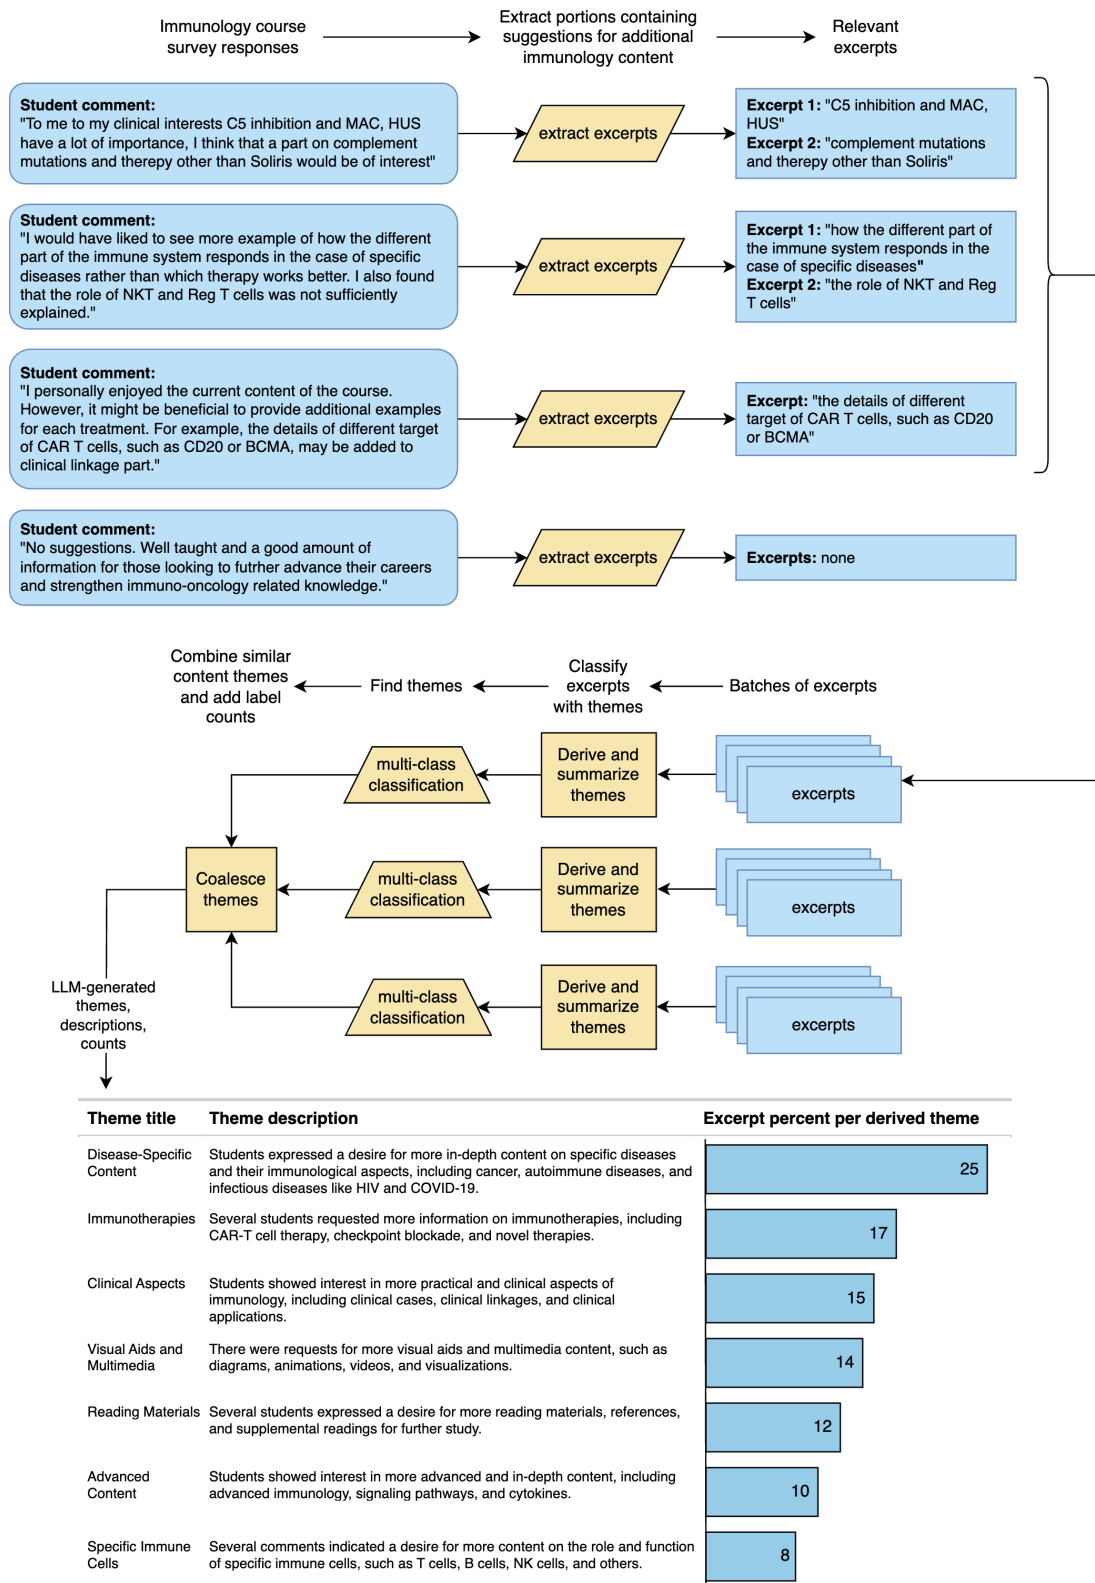 Immunology course
survey responses
Extract portions containing
suggestions for additional
immunology content
Relevant
excerpts
Student comment:
"To me to my clinical interests C5 inhibition and MAC, HUS
have a lot of importance, I think that a part on complement
mutations and therepy other than Soliris would be of interest"
extract excerpts
Excerpt 1: "C5 inhibition and MAC,
HUS"
Excerpt 2: "complement mutations
and therepy other than Soliris"
Student comment:
"I would have liked to see more example of how the different
part of the immune system responds in the case of specific
diseases rather than which therapy works better. I also found
that the role of NKT and Reg T cells was not sufficiently
explained."
extract excerpts
Excerpt 1: "how the different part of
the immune system responds in the
case of specific diseases"
Excerpt 2: "the role of NKT and Reg
T cells"
Student comment:
"I personally enjoyed the current content of the course.
However, it might be beneficial to provide additional examples
for each treatment. For example, the details of different target
of CAR T cells, such as CD20 or BCMA, may be added to
clinical linkage part."
extract excerpts
Excerpt: "the details of different
target of CAR T cells, such as CD20
or BCMA"
Student comment:
"No suggestions. Well taught and a good amount of
information for those looking to futrher advance their careers
and strengthen immuno-oncology related knowledge."
extract excerpts
Excerpts: none
Combine similar
content themes
and add label
counts
Find themes
Classify
excerpts
with themes
Batches of excerpts
multi-class
classification
Derive and
summarize
themes
excerpts
Coalesce
themes
multi-class
classification
Derive and
summarize
themes
excerpts
multi-class
classification
Derive and
summarize
themes
excerpts
LLM-generated
themes,
descriptions,
counts
Theme title
Theme description
Excerpt percent per derived theme
Disease-Specific
Content
Students expressed a desire for more in-depth content on specific diseases
and their immunological aspects, including cancer, autoimmune diseases, and
infectious diseases like HIV and COVID-19.
25
Immunotherapies
Several students requested more information on immunotherapies, including
CAR-T cell therapy, checkpoint blockade, and novel therapies.
17
Clinical Aspects
Students showed interest in more practical and clinical aspects of
immunology, including clinical cases, clinical linkages, and clinical
applications.
15
Visual Aids and
Multimedia
There were requests for more visual aids and multimedia content, such as
diagrams, animations, videos, and visualizations.
14
Reading Materials
Several students expressed a desire for more reading materials, references,
and supplemental readings for further study.
12
Advanced
Content
Students showed interest in more advanced and in-depth content, including
advanced immunology, signaling pathways, and cytokines.
10
Specific Immune
Cells
Several comments indicated a desire for more content on the role and function
of specific immune cells, such as T cells, B cells, NK cells, and others.
8